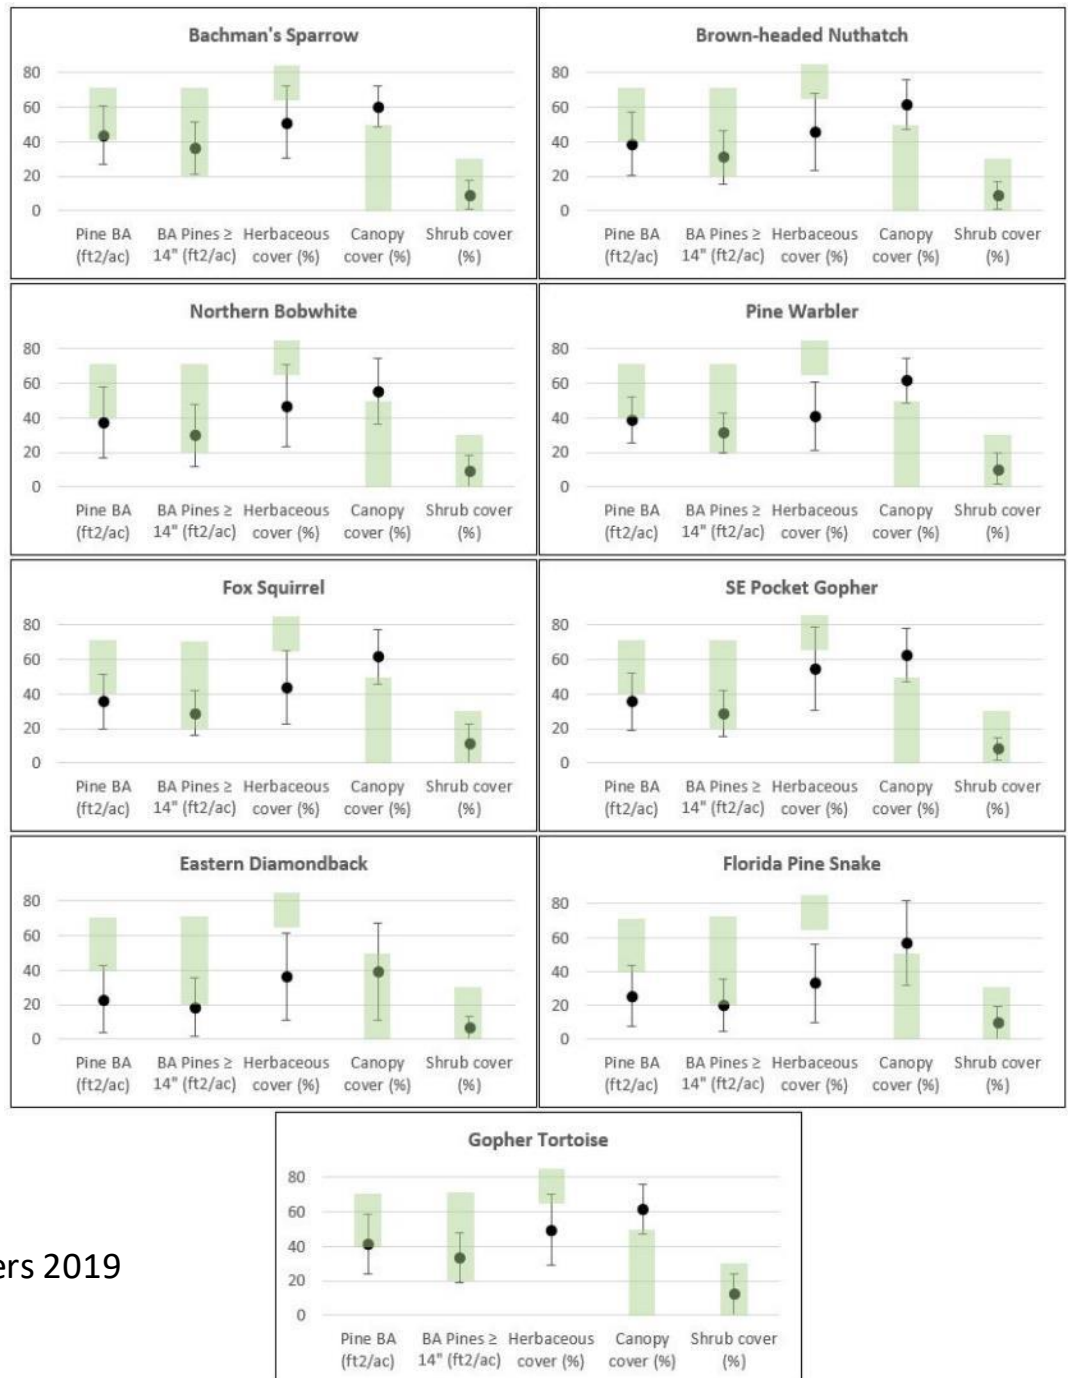 Bachman's Sparrow
80
60
40
20
0
Pine BA BA Pines ≥ Herbaceous Canopy Shrub cover
(ft2/ac) 14" (ft2/ac) cover (%) cover (%) (%)
Brown-headed Nuthatch
80
60
40
20
0
Pine BA BA Pines ≥ Herbaceous Canopy Shrub cover
(ft2/ac) 14" (ft2/ac) cover (%) cover (%) (%)
Northern Bobwhite
80
60
40
20
0
Pine BA BA Pines ≥ Herbaceous Canopy Shrub cover
(ft2/ac) 14" (ft2/ac) cover (%) cover (%) (%)
Pine Warbler
80
60
40
20
0
Pine BA BA Pines ≥ Herbaceous Canopy Shrub cover
(ft2/ac) 14" (ft2/ac) cover (%) cover (%) (%)
Fox Squirrel
80
60
40
20
0
Pine BA BA Pines ≥ Herbaceous Canopy Shrub cover
(ft2/ac) 14" (ft2/ac) cover (%) cover (%) (%)
SE Pocket Gopher
80
60
40
20
0
Pine BA BA Pines ≥ Herbaceous Canopy Shrub cover
(ft2/ac) 14" (ft2/ac) cover (%) cover (%) (%)
Eastern Diamondback
80
60
40
20
0
Pine BA BA Pines ≥ Herbaceous Canopy Shrub cover
(ft2/ac) 14" (ft2/ac) cover (%) cover (%) (%)
Florida Pine Snake
80
60
40
20
0
Pine BA BA Pines ≥ Herbaceous Canopy Shrub cover
(ft2/ac) 14" (ft2/ac) cover (%) cover (%) (%)
Gopher Tortoise
80
60
40
20
0
Pine BA BA Pines ≥ Herbaceous Canopy Shrub cover
(ft2/ac) 14" (ft2/ac) cover (%) cover (%) (%)
ers 2019